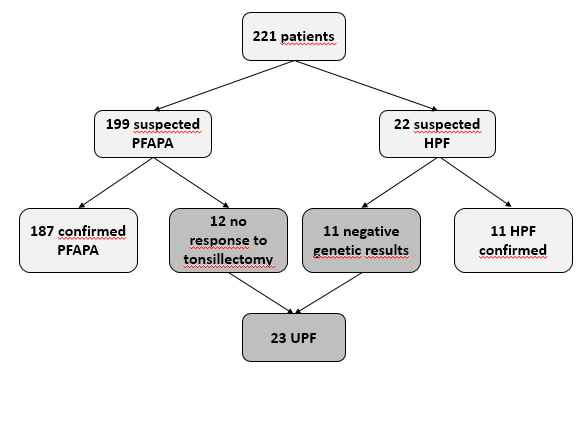 221 patients
199 suspected
PFAPA
22 suspected
HPF
187 confirmed
PFAPA
12 no
response to
tonsillectomy
11 negative
genetic results
11 HPF
confirmed
23 UPF